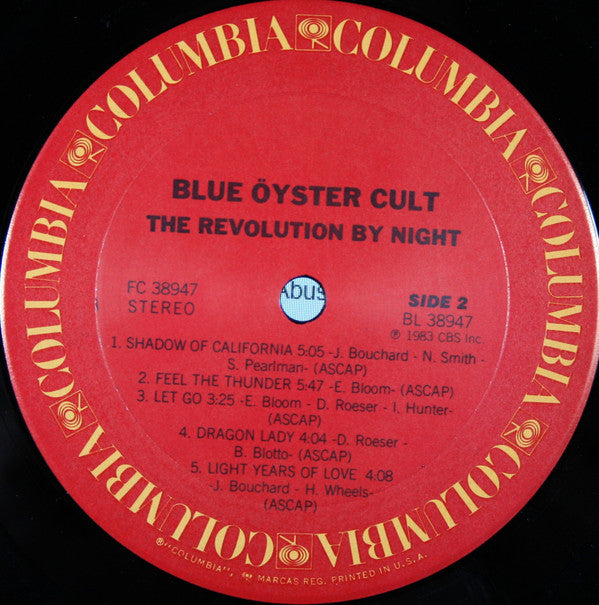 COLUMBIA COLUMBIA COLUMBIA COLUMBIA COLUMBIA COLUMBIA COLUMBIA
BLUE ÖYSTER CULT
THE REVOLUTION BY NIGHT
FC 38947
STEREO
Abus
SIDE 2
BL 38947
℗ 1983 CBS Inc.
1. SHADOW OF CALIFORNIA 5:05 -J. Bouchard - N. Smith -
S. Pearlman- (ASCAP)
2. FEEL THE THUNDER 5:47 -E. Bloom- (ASCAP)
3. LET GO 3:25 -E. Bloom - D. Roeser - I. Hunter-
(ASCAP)
4. DRAGON LADY 4:04 -D. Roeser -
B. Blotto- (ASCAP)
5. LIGHT YEARS OF LOVE 4:08
-J. Bouchard - H. Wheels-
(ASCAP)
®"COLUMBIA", MARCAS REG. PRINTED IN U.S.A.